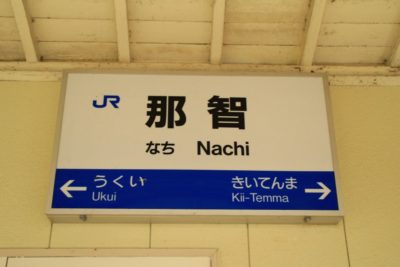 JR 那智
なち Nachi
← うくい きいてんま →
Ukui Kii-Temma